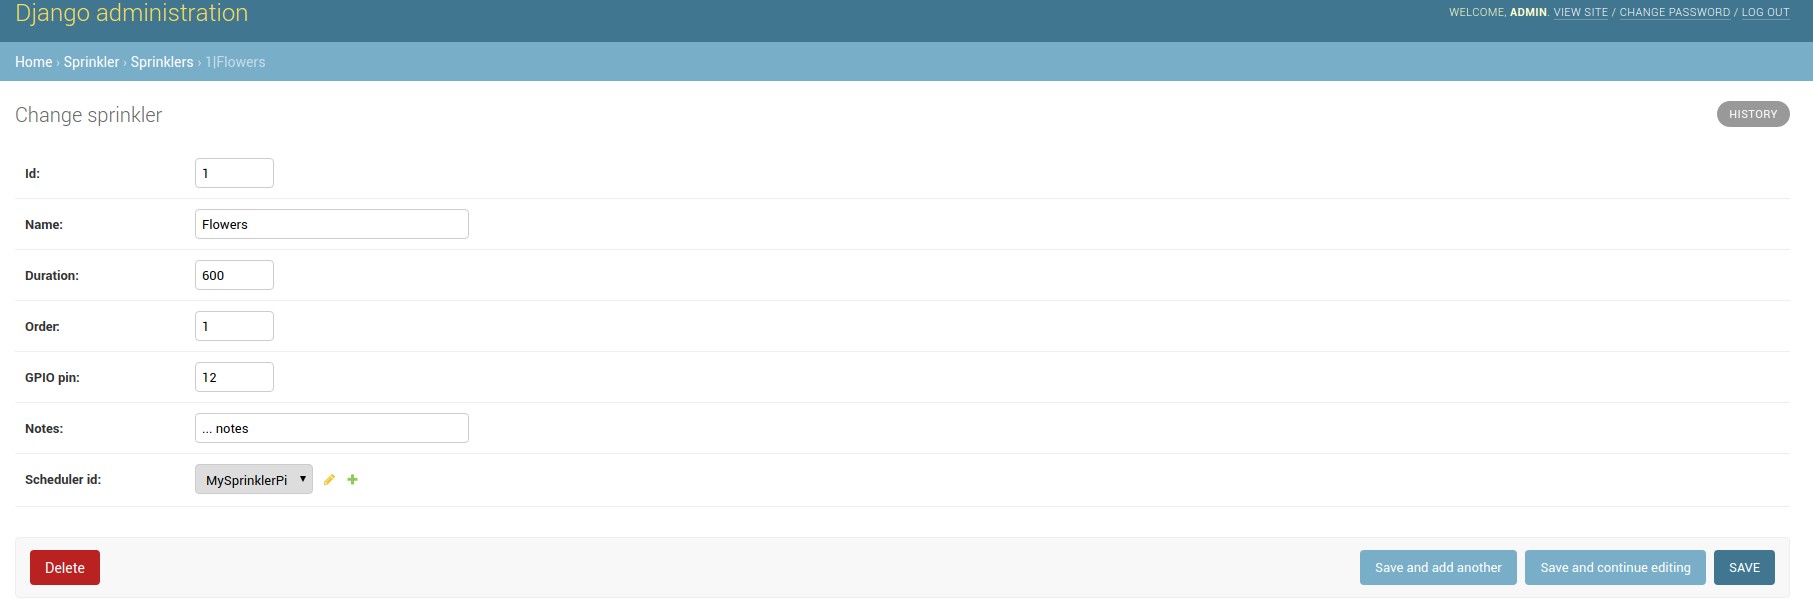 Django administration
WELCOME, ADMIN. VIEW SITE / CHANGE PASSWORD / LOG OUT
Home › Sprinkler › Sprinklers › 1|Flowers
Change sprinkler
HISTORY
Id: 1
Name: Flowers
Duration: 600
Order: 1
GPIO pin: 12
Notes: ... notes
Scheduler id: MySprinklerPi
Delete
Save and add another
Save and continue editing
SAVE